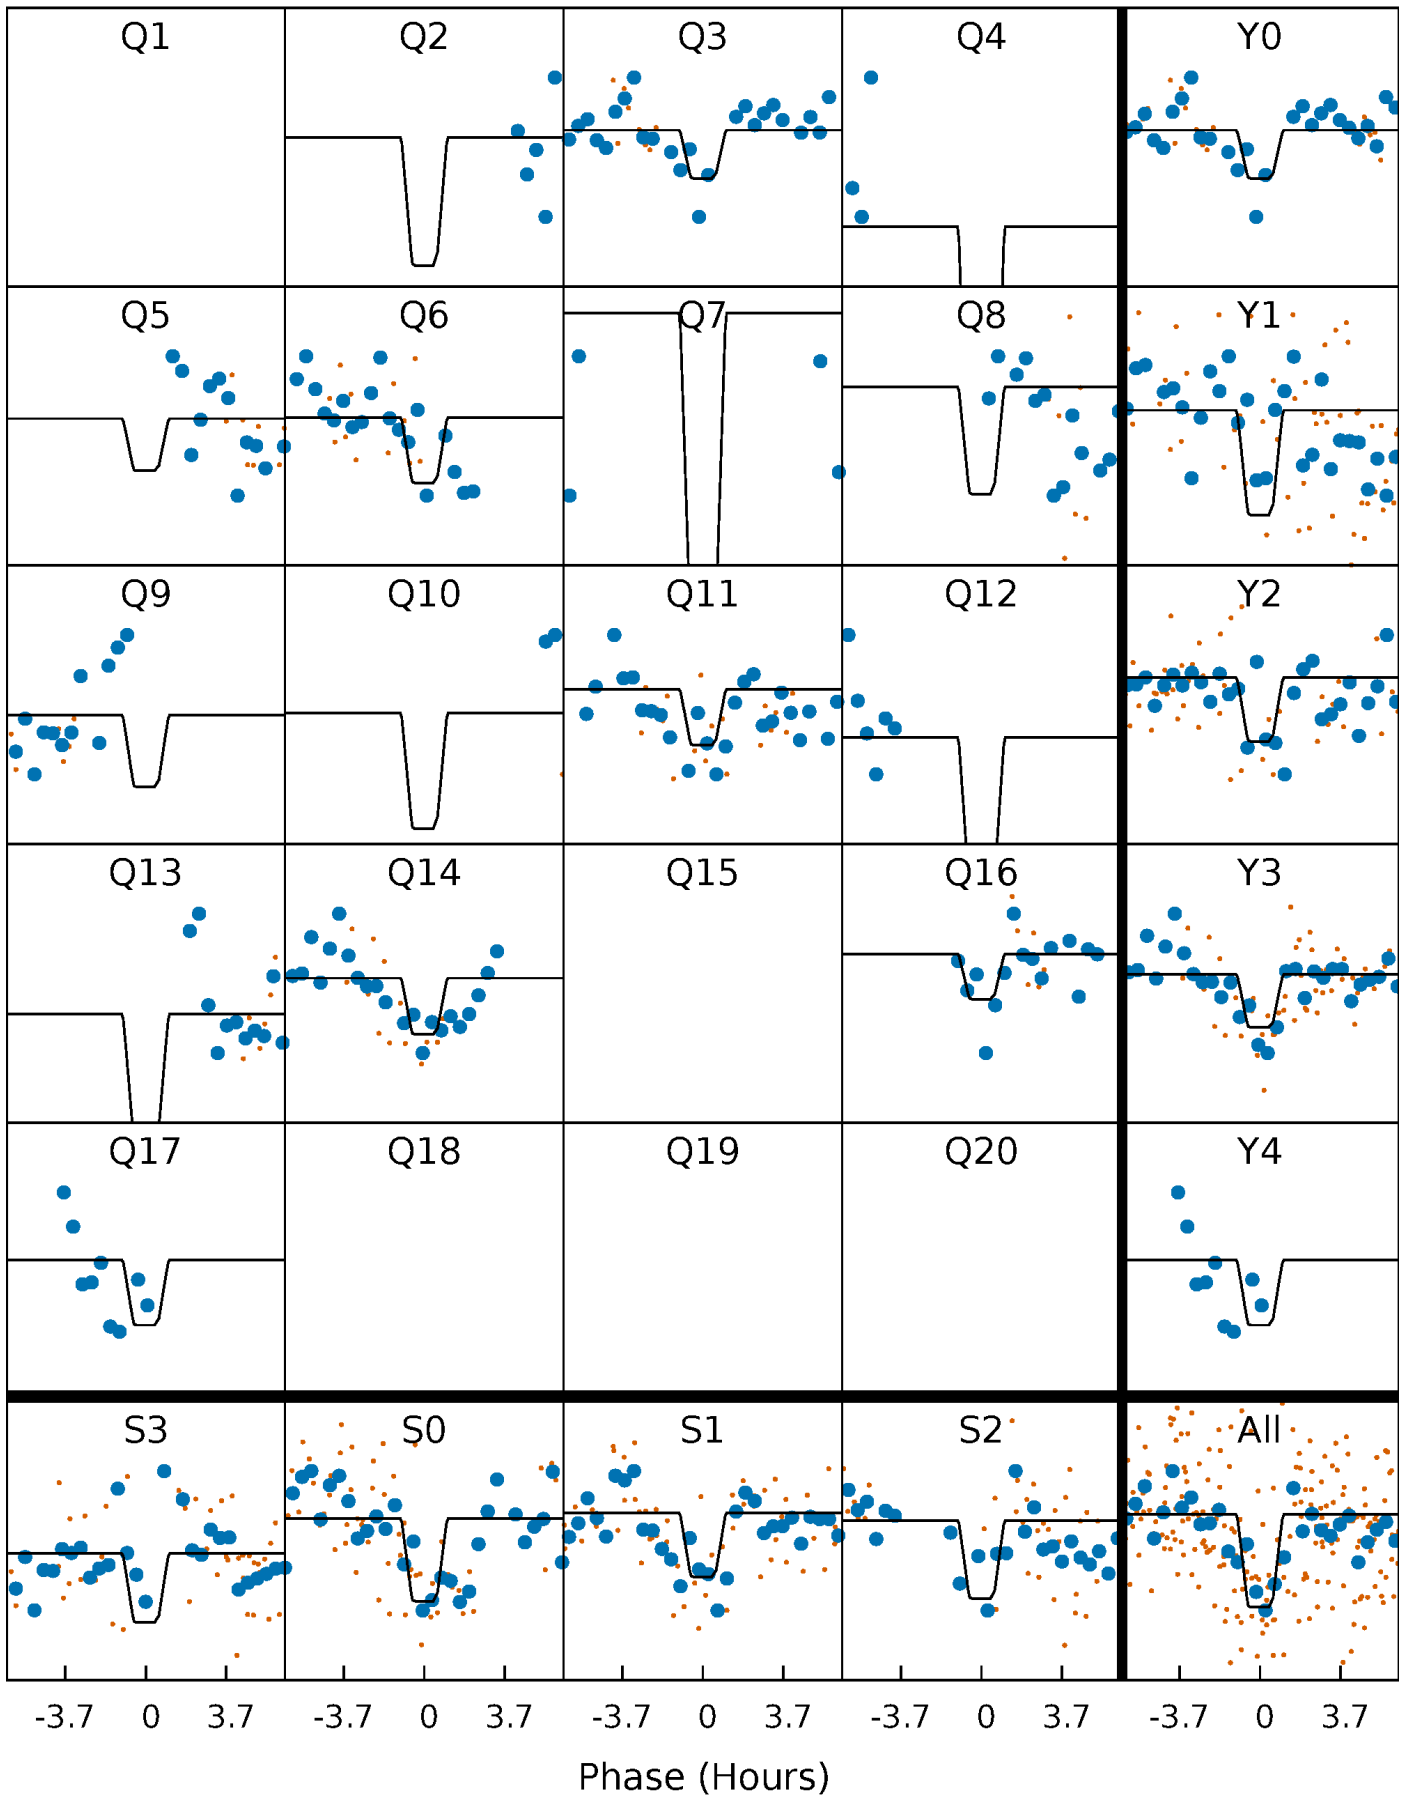 Q1 Q2 Q3 Q4 Y0
Q5 Q6 Q7 Q8 Y1
Q9 Q10 Q11 Q12 Y2
Q13 Q14 Q15 Q16 Y3
Q17 Q18 Q19 Q20 Y4
S3 S0 S1 S2 All
-3.7 0 3.7 -3.7 0 3.7 -3.7 0 3.7 -3.7 0 3.7 -3.7 0 3.7
Phase (Hours)